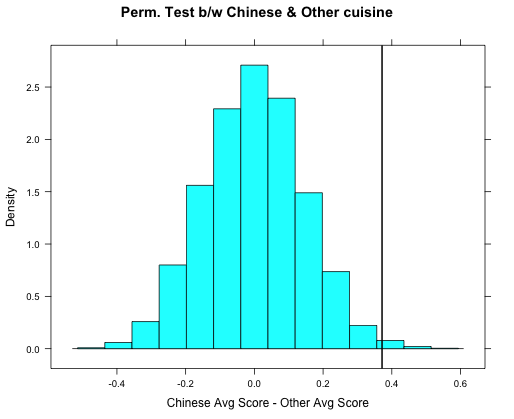 Perm. Test b/w Chinese & Other cuisine
Density
2.5
2.0
1.5
1.0
0.5
0.0
-0.4 -0.2 0.0 0.2 0.4 0.6
Chinese Avg Score - Other Avg Score